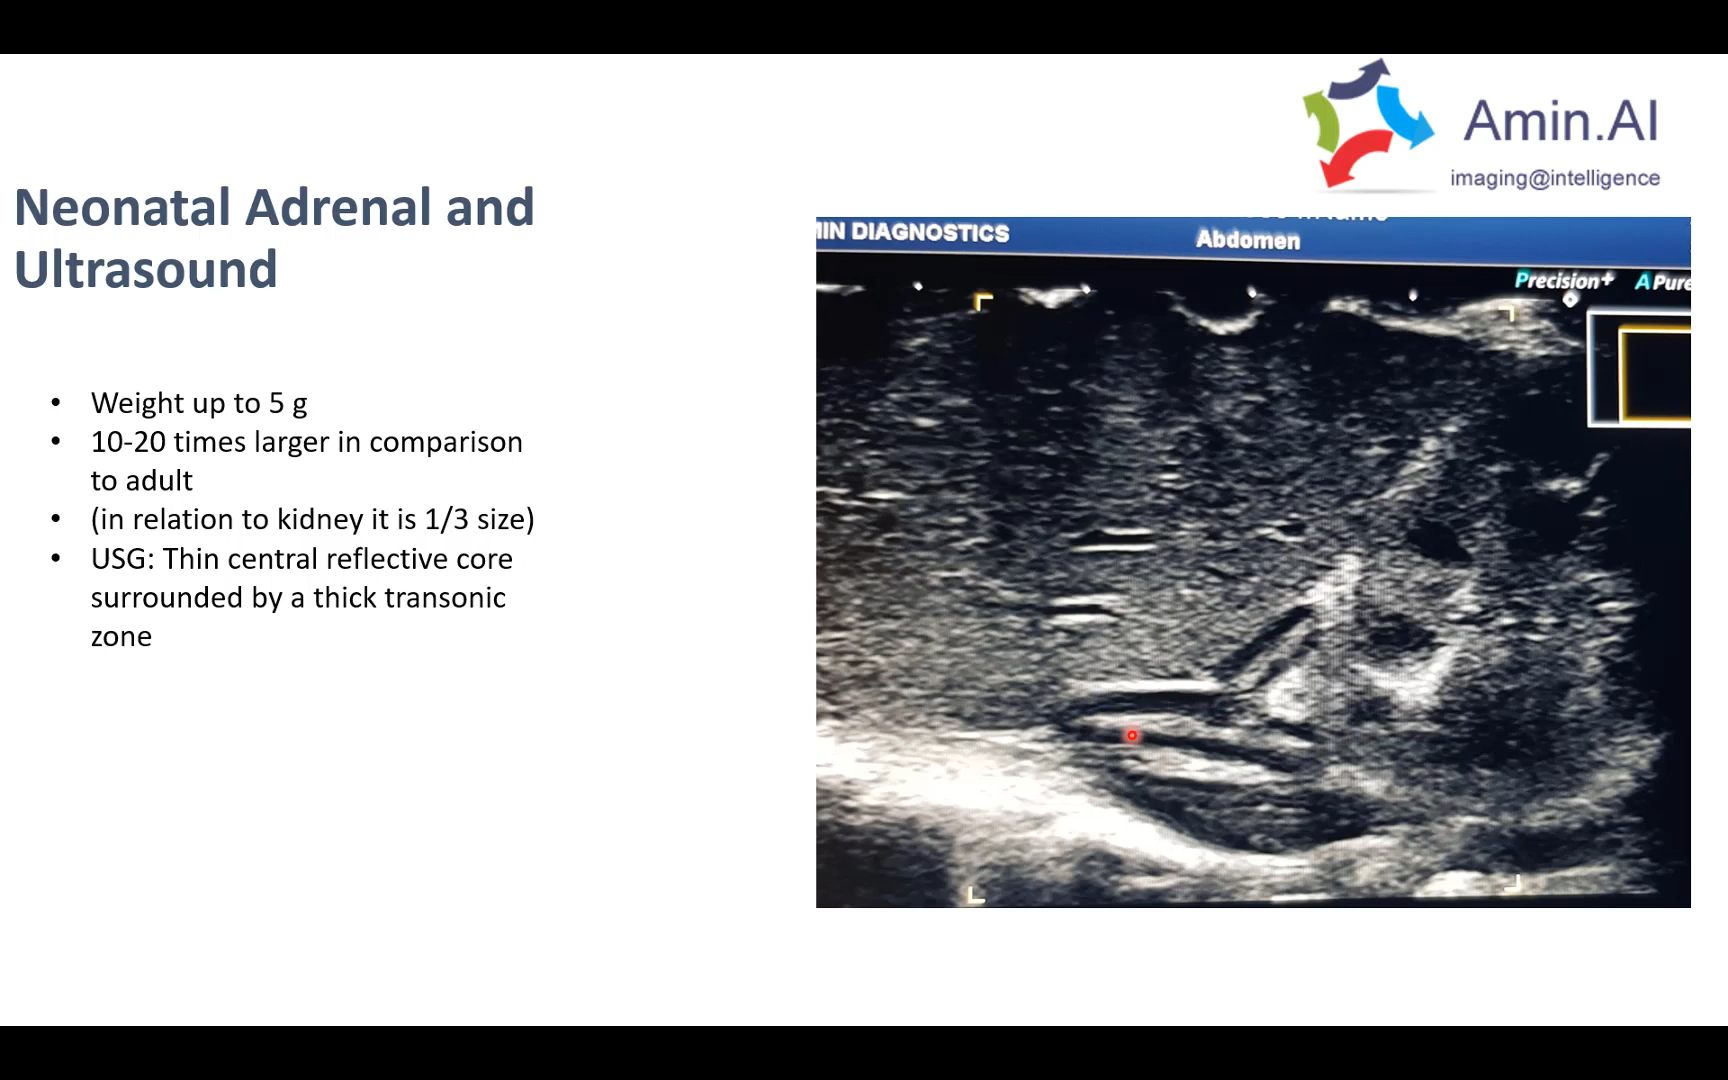 Amin.AI
imaging@intelligence
Neonatal Adrenal and
Ultrasound
• Weight up to 5 g
• 10-20 times larger in comparison
to adult
• (in relation to kidney it is 1/3 size)
• USG: Thin central reflective core
surrounded by a thick transonic
zone
MIN DIAGNOSTICS
Abdomen
Precision+ APure